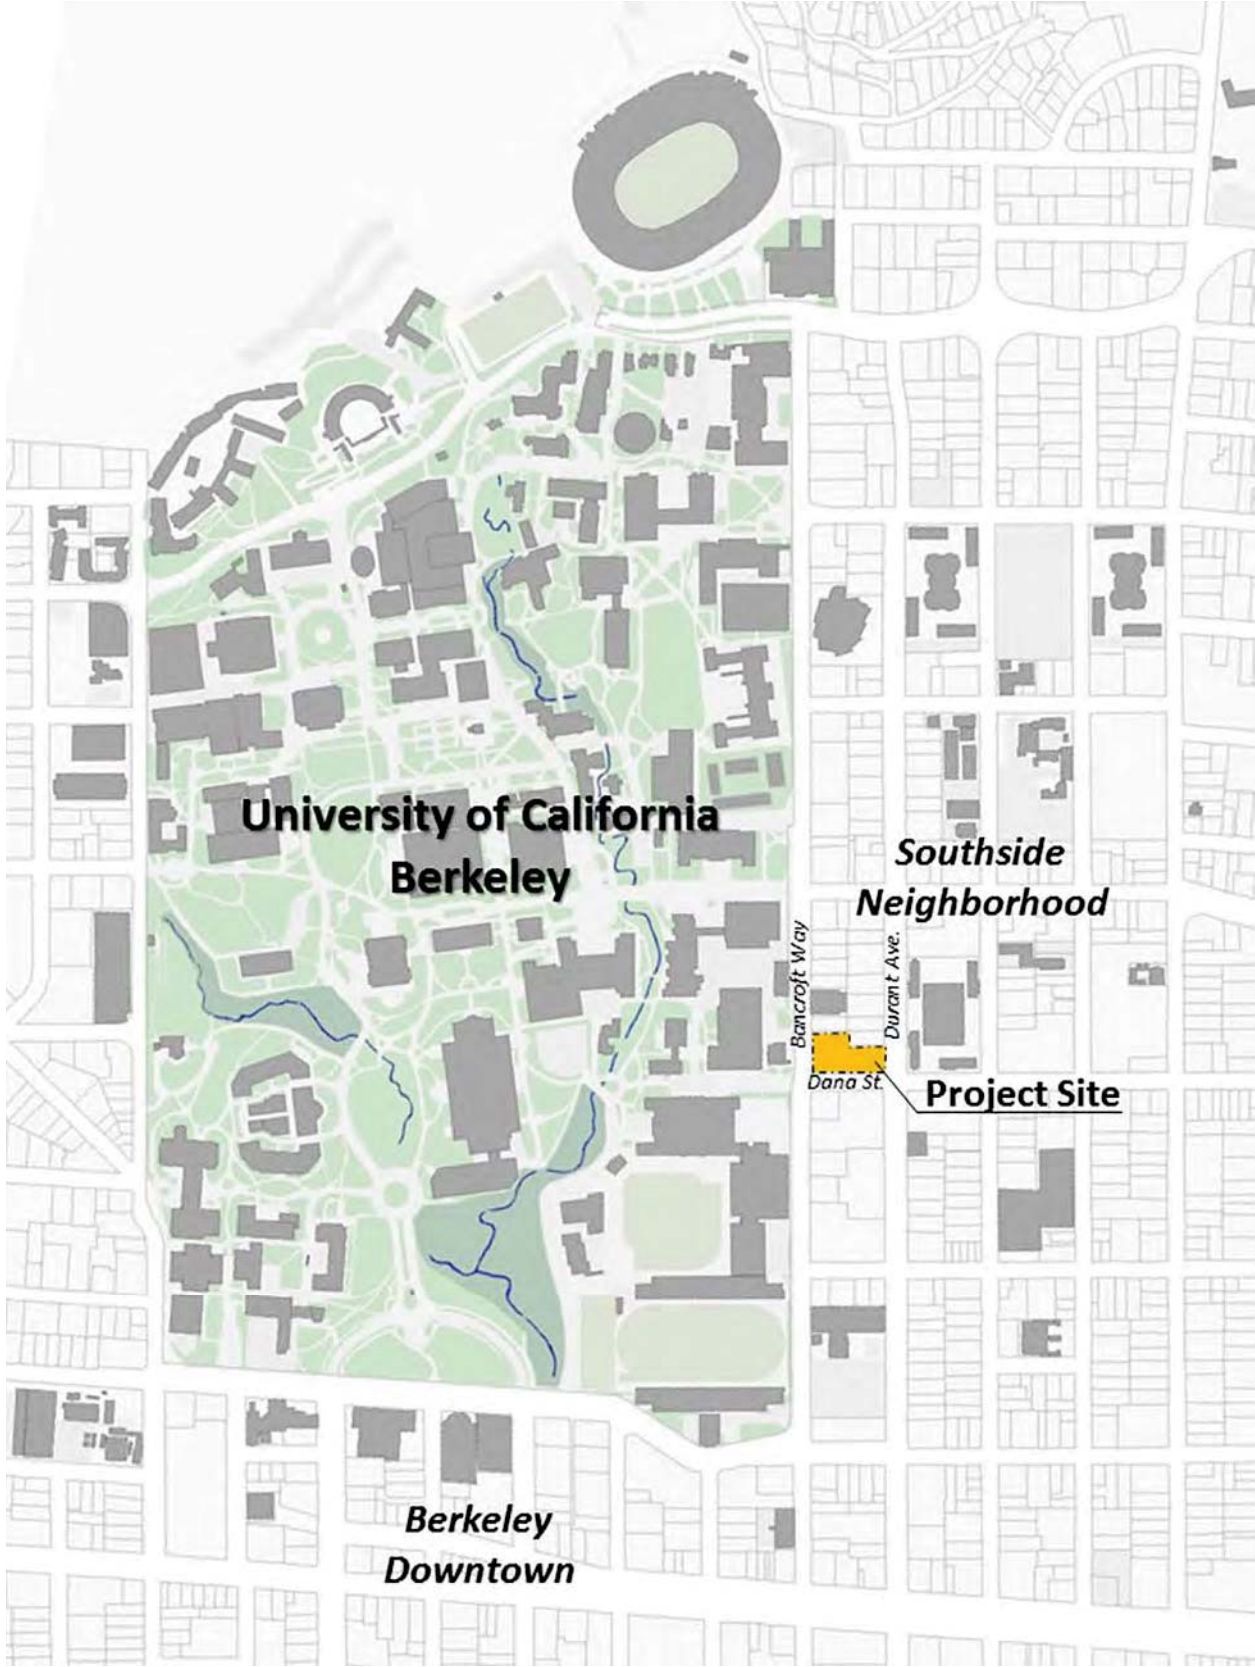 University of California
Berkeley
Southside
Neighborhood
Bancroft Way
Durant Ave.
Dana St.
Project Site
Berkeley
Downtown